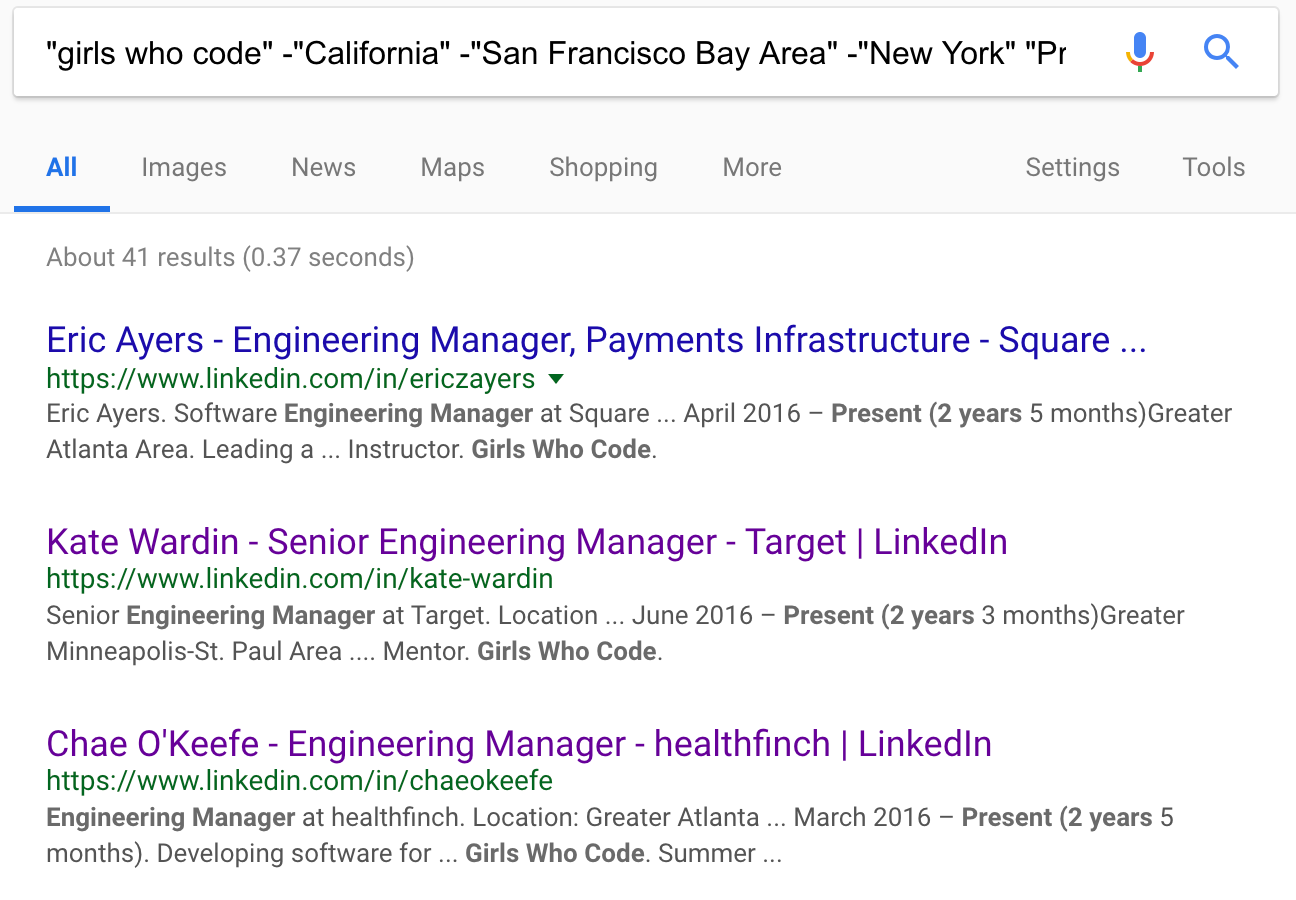 "girls who code" -"California" -"San Francisco Bay Area" -"New York" "Pr
All Images News Maps Shopping More Settings Tools
About 41 results (0.37 seconds)
Eric Ayers - Engineering Manager, Payments Infrastructure - Square ...
https://www.linkedin.com/in/ericzayers
Eric Ayers. Software Engineering Manager at Square ... April 2016 – Present (2 years 5 months)Greater
Atlanta Area. Leading a ... Instructor. Girls Who Code.
Kate Wardin - Senior Engineering Manager - Target | LinkedIn
https://www.linkedin.com/in/kate-wardin
Senior Engineering Manager at Target. Location ... June 2016 – Present (2 years 3 months)Greater
Minneapolis-St. Paul Area .... Mentor. Girls Who Code.
Chae O'Keefe - Engineering Manager - healthfinch | LinkedIn
https://www.linkedin.com/in/chaeokeefe
Engineering Manager at healthfinch. Location: Greater Atlanta ... March 2016 – Present (2 years 5
months). Developing software for ... Girls Who Code. Summer ...